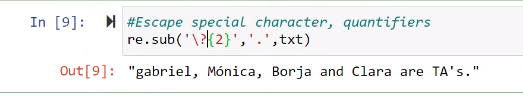 In [9]: #Escape special character, quantifiers
re.sub('\?{2}','.',txt)
Out[9]: "gabriel, Mónica, Borja and Clara are TA's."